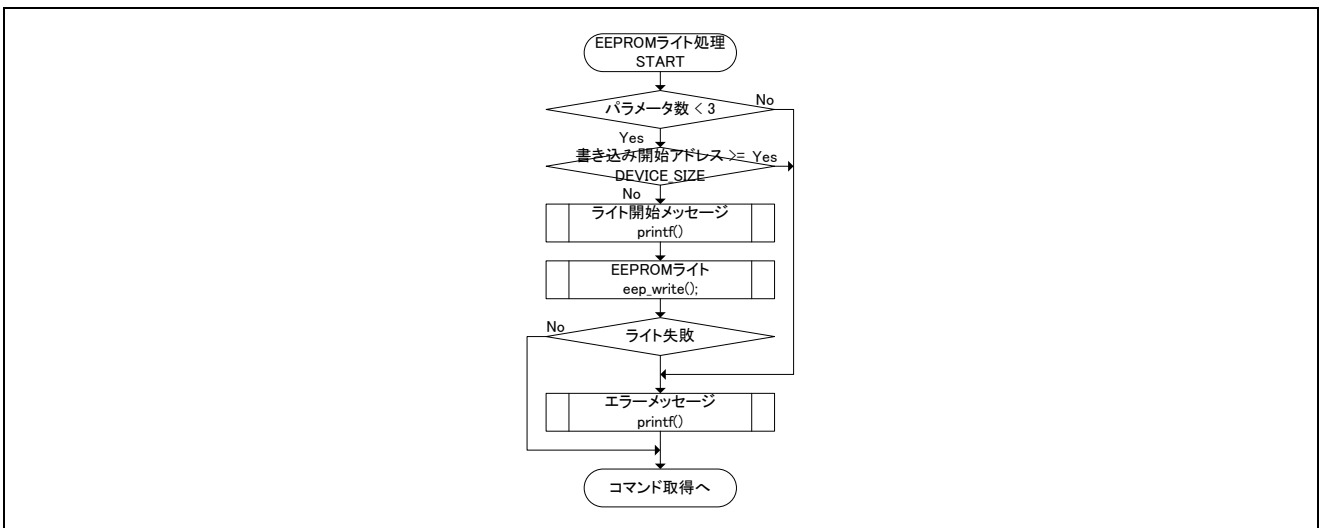 EEPROMライト処理
START
パラメータ数 < 3
No
Yes
書き込み開始アドレス >=
DEVICE_SIZE
Yes
No
ライト開始メッセージ
printf()
EEPROMライト
eep_write();
No
ライト失敗
エラーメッセージ
printf()
コマンド取得へ